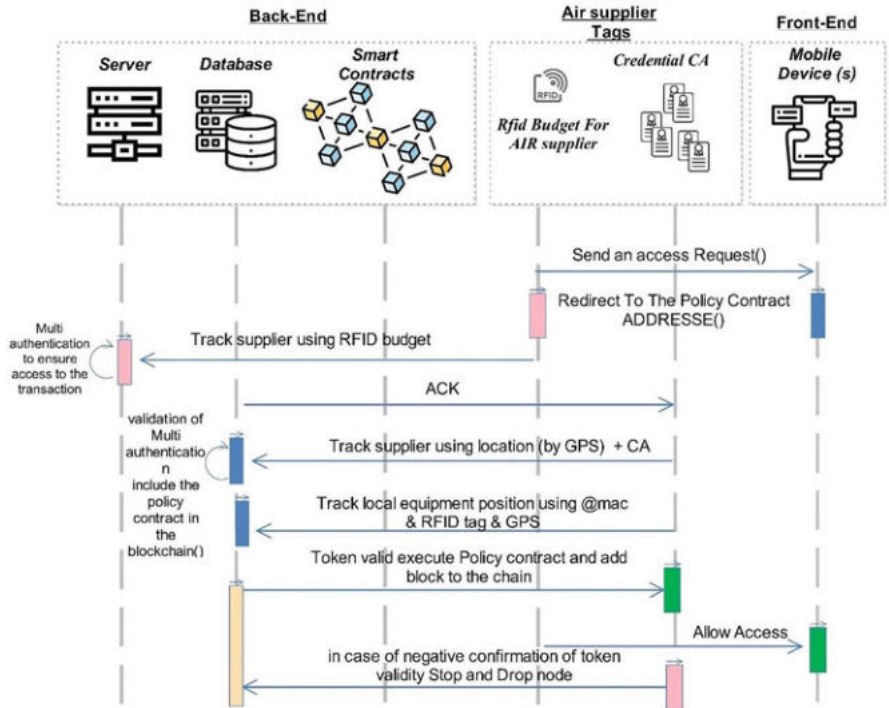 Back-End
Air supplier
Tags
Front-End
Server
Database
Smart
Contracts
Credential CA
Mobile
Device (s)
RFID
Rfid Budget For
AIR supplier
Send an access Request()
Redirect To The Policy Contract
ADDRESSE()
Multi
authentication
to ensure
access to the
transaction
Track supplier using RFID budget
ACK
validation of
Multi
authenticatio
n
include the
policy
contract in
the
blockchain()
Track supplier using location (by GPS) + CA
Track local equipment position using @mac
& RFID tag & GPS
Token valid execute Policy contract and add
block to the chain
Allow Access
in case of negative confirmation of token
validity Stop and Drop node